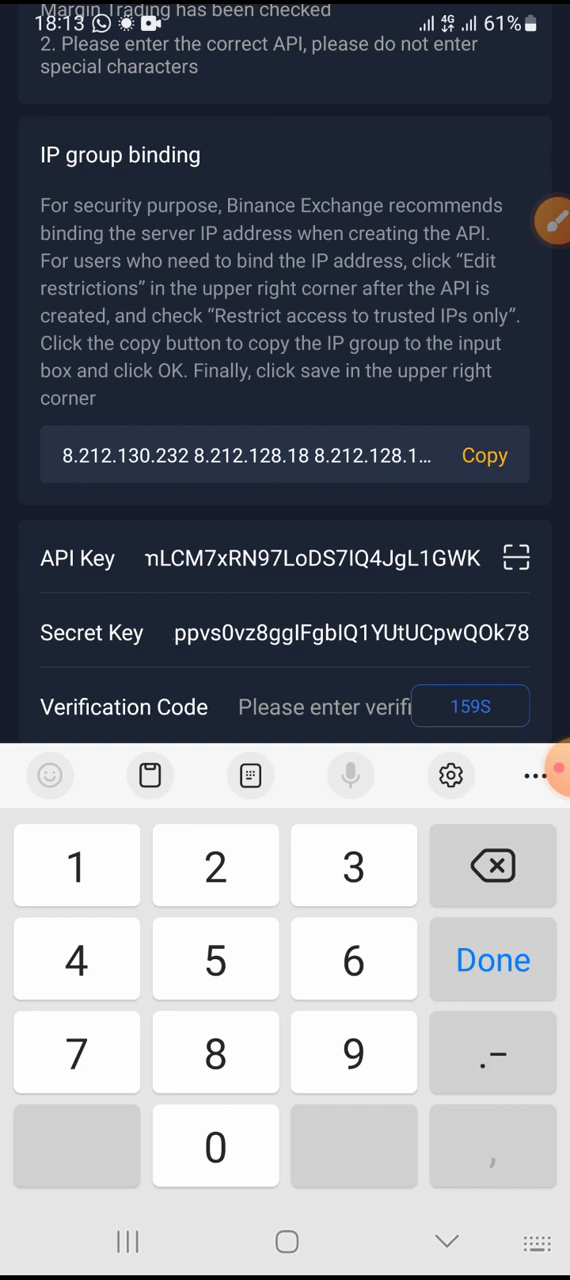 Margin Trading has been checked
18:13 4G 61%
2. Please enter the correct API, please do not enter
special characters
IP group binding
For security purpose, Binance Exchange recommends
binding the server IP address when creating the API.
For users who need to bind the IP address, click “Edit
restrictions” in the upper right corner after the API is
created, and check “Restrict access to trusted IPs only”.
Click the copy button to copy the IP group to the input
box and click OK. Finally, click save in the upper right
corner
8.212.130.232 8.212.128.18 8.212.128.1... Copy
API Key nLCM7xRN97LoDS7IQ4JgL1GWK
Secret Key ppvs0vz8ggIFgbIQ1YUtUCpwQOk78
Verification Code Please enter verifi 159S
1 2 3
4 5 6 Done
7 8 9 .-
0 ,